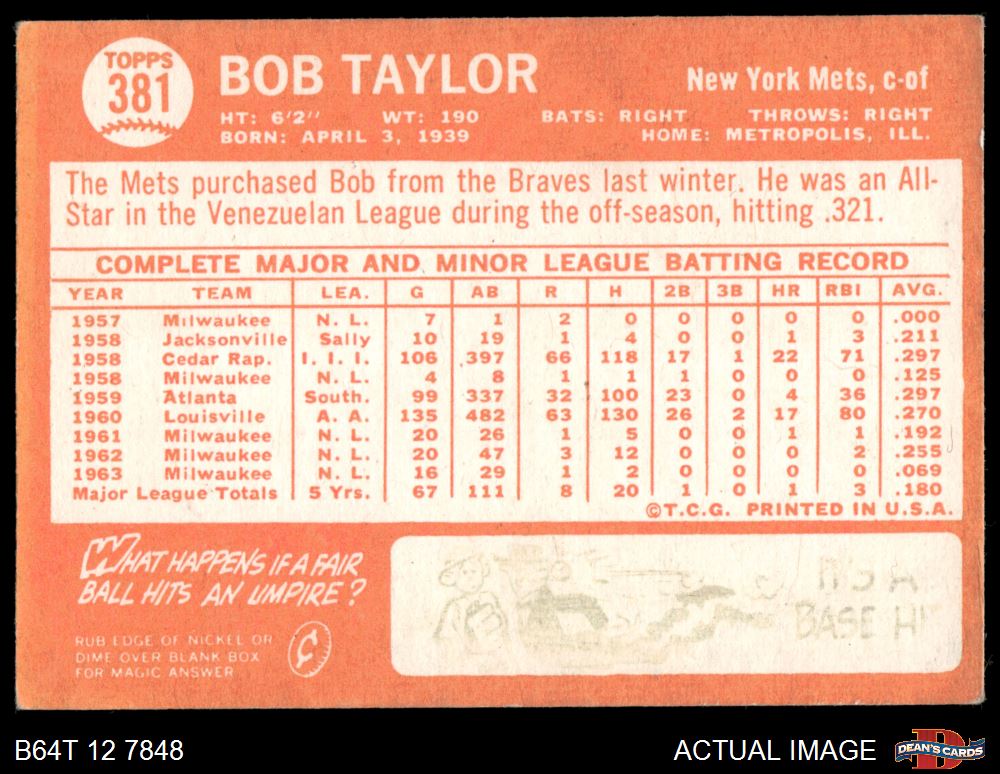 TOPPS
381
BOB TAYLOR
New York Mets, c-of
HT: 6'2" WT: 190 BATS: RIGHT THROWS: RIGHT
BORN: APRIL 3, 1939 HOME: METROPOLIS, ILL.
The Mets purchased Bob from the Braves last winter. He was an All-
Star in the Venezuelan League during the off-season, hitting .321.
COMPLETE MAJOR AND MINOR LEAGUE BATTING RECORD
YEAR TEAM LEA. G AB R H 2B 3B HR RBI AVG.
1957 Milwaukee N. L. 7 1 2 0 0 0 0 0 .000
1958 Jacksonville Sally 10 19 1 4 0 0 1 3 .211
1958 Cedar Rap. I. I. I. 106 397 66 118 17 1 22 71 .297
1958 Milwaukee N. L. 4 8 1 1 1 0 0 0 .125
1959 Atlanta South. 99 337 32 100 23 0 4 36 .297
1960 Louisville A. A. 135 482 63 130 26 2 17 80 .270
1961 Milwaukee N. L. 20 26 1 5 0 0 1 1 .192
1962 Milwaukee N. L. 20 47 3 12 0 0 0 2 .255
1963 Milwaukee N. L. 16 29 1 2 0 0 0 0 .069
Major League Totals 5 Yrs. 67 111 8 20 1 0 1 3 .180
©T.C.G. PRINTED IN U.S.A.
WHAT HAPPENS IF A FAIR
BALL HITS AN UMPIRE?
RUB EDGE OF NICKEL OR
DIME OVER BLANK BOX
FOR MAGIC ANSWER
¢
IT'S A
BASE HI
B64T 12 7848
ACTUAL IMAGE
D
DEAN'S CARDS